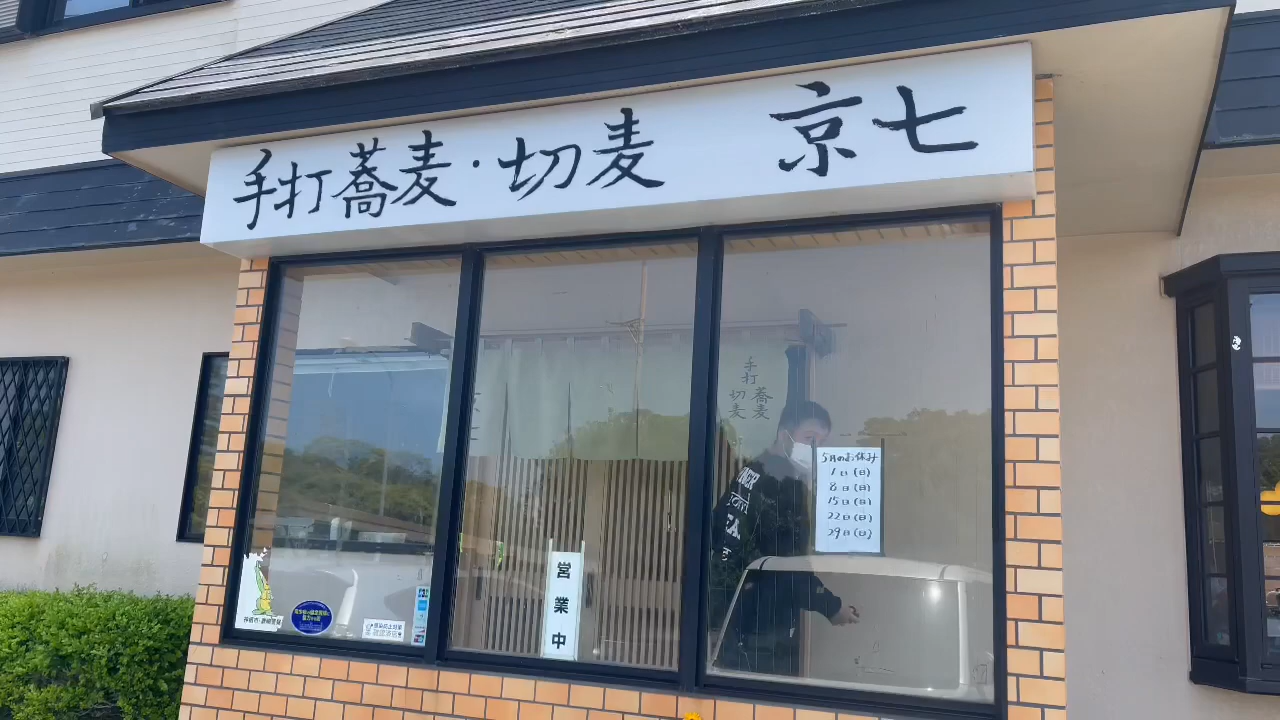 手打蕎麦・切麦 京七
手打
蕎麦
切麦
5月のお休み
1日(日)
8日(日)
15日(日)
22日(日)
29日(日)
営業中